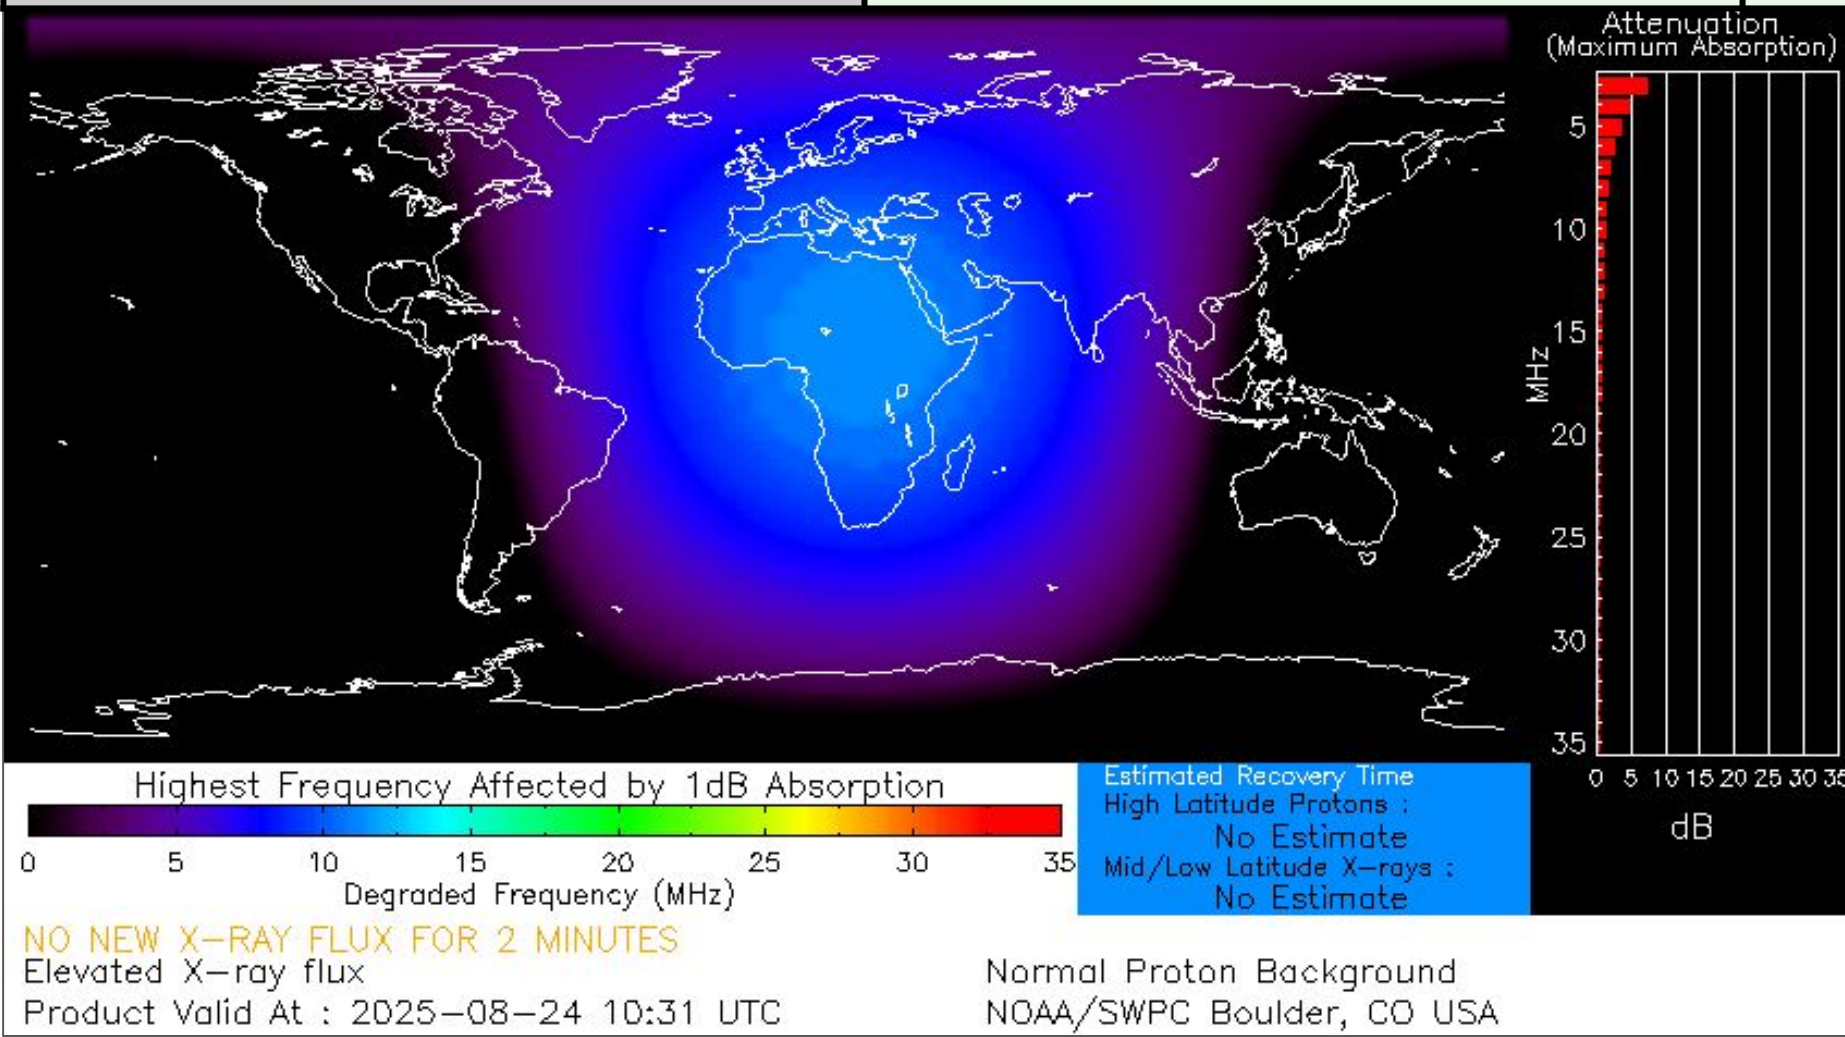 Attenuation
(Maximum Absorption)
5
10
15
20
25
30
35
MHz
0 5 10 15 20 25 30 35
dB
Highest Frequency Affected by 1dB Absorption
0 5 10 15 20 25 30 35
Degraded Frequency (MHz)
Estimated Recovery Time
High Latitude Protons :
No Estimate
Mid/Low Latitude X-rays :
No Estimate
NO NEW X-RAY FLUX FOR 2 MINUTES
Elevated X-ray flux
Normal Proton Background
Product Valid At : 2025-08-24 10:31 UTC
NOAA/SWPC Boulder, CO USA